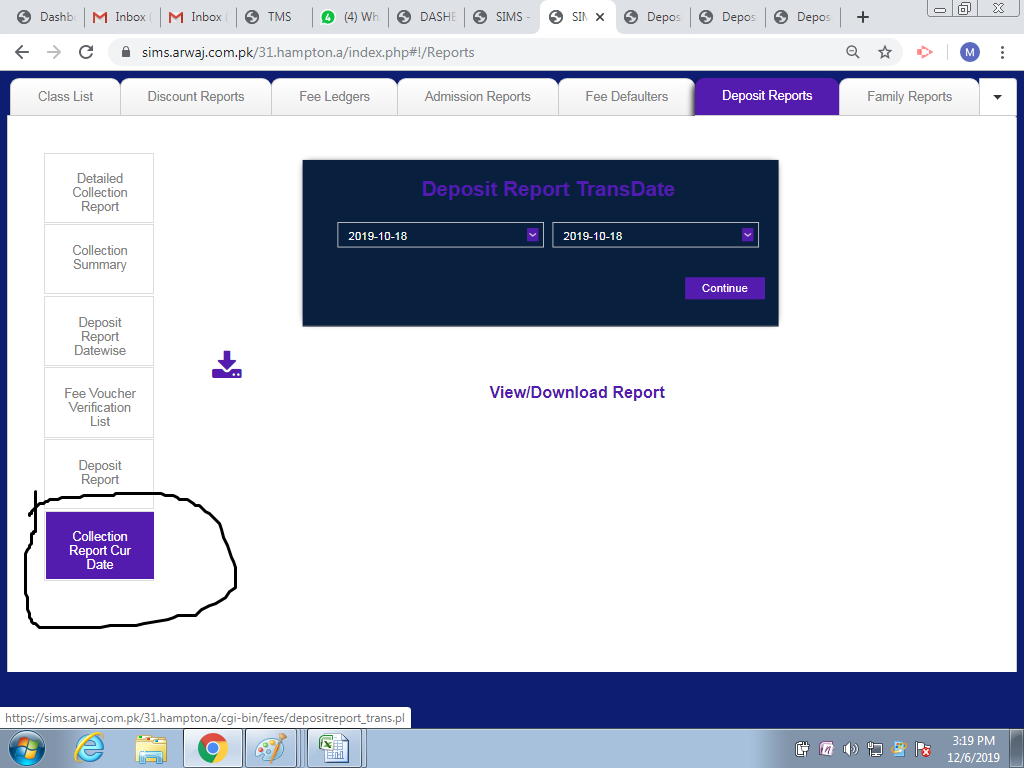 Dashb
Inbox (
Inbox (
TMS
(4) Wh
DASHE
SIMS -
SIM
Depos
Depos
Depos
sims.arwaj.com.pk/31.hampton.a/index.php#!/Reports
M
Class List
Discount Reports
Fee Ledgers
Admission Reports
Fee Defaulters
Deposit Reports
Family Reports
Detailed
Collection
Report
Collection
Summary
Deposit
Report
Datewise
Fee Voucher
Verification
List
Deposit
Report
Collection
Report Cur
Date
Deposit Report TransDate
2019-10-18
2019-10-18
Continue
View/Download Report
https://sims.arwaj.com.pk/31.hampton.a/cgi-bin/fees/depositreport_trans.pl
3:19 PM
12/6/2019